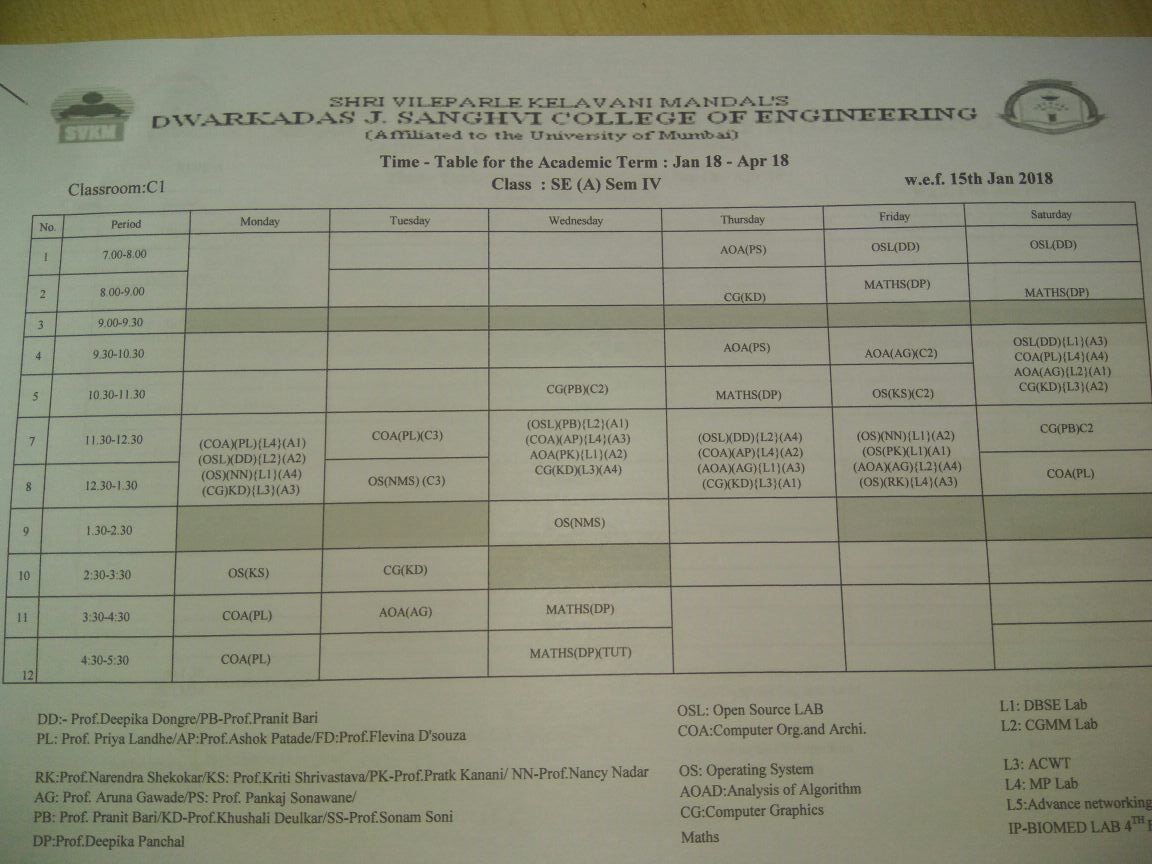 SVKM
SHRI VILEPARLE KELAVANI MANDAL'S
DWARKADAS J. SANGHVI COLLEGE OF ENGINEERING
(Affiliated to the University of Mumbai)
Time - Table for the Academic Term : Jan 18 - Apr 18
Classroom:C1 Class : SE (A) Sem IV w.e.f. 15th Jan 2018
No. Period Monday Tuesday Wednesday Thursday Friday Saturday
1 7.00-8.00 AOA(PS) OSL(DD) OSL(DD)
2 8.00-9.00 CG(KD) MATHS(DP) MATHS(DP)
3 9.00-9.30
4 9.30-10.30 AOA(PS) AOA(AG)(C2)
OSL(DD){L1}(A3)
COA(PL){L4}(A4)
AOA(AG){L2}(A1)
CG(KD){L3}(A2)
5 10.30-11.30 CG(PB)(C2) MATHS(DP) OS(KS)(C2)
7 11.30-12.30
(COA)(PL){L4}(A1)
(OSL)(DD){L2}(A2)
(OS)(NN){L1}(A4)
(CG)KD){L3}(A3)
COA(PL)(C3)
(OSL)(PB){L2}(A1)
(COA)(AP){L4}(A3)
AOA(PK){L1}(A2)
CG(KD)(L3)(A4)
(OSL)(DD){L2}(A4)
(COA)(AP){L4}(A2)
(AOA)(AG){L1}(A3)
(CG)(KD){L3}(A1)
(OS)(NN){L1}(A2)
(OS(PK)(L1)(A1)
(AOA)(AG){L2}(A4)
(OS)(RK){L4}(A3)
CG(PB)C2
8 12.30-1.30 OS(NMS) (C3) COA(PL)
9 1.30-2.30 OS(NMS)
10 2:30-3:30 OS(KS) CG(KD)
11 3:30-4:30 COA(PL) AOA(AG) MATHS(DP)
12 4:30-5:30 COA(PL) MATHS(DP)(TUT)
DD:- Prof.Deepika Dongre/PB-Prof.Pranit Bari
PL: Prof. Priya Landhe/AP:Prof.Ashok Patade/FD:Prof.Flevina D'souza
RK:Prof.Narendra Shekokar/KS: Prof.Kriti Shrivastava/PK-Prof.Pratk Kanani/ NN-Prof.Nancy Nadar
AG: Prof. Aruna Gawade/PS: Prof. Pankaj Sonawane/
PB: Prof. Pranit Bari/KD-Prof.Khushali Deulkar/SS-Prof.Sonam Soni
DP:Prof.Deepika Panchal
OSL: Open Source LAB
COA:Computer Org.and Archi.
OS: Operating System
AOAD:Analysis of Algorithm
CG:Computer Graphics
Maths
L1: DBSE Lab
L2: CGMM Lab
L3: ACWT
L4: MP Lab
L5:Advance networking
IP-BIOMED LAB 4TH